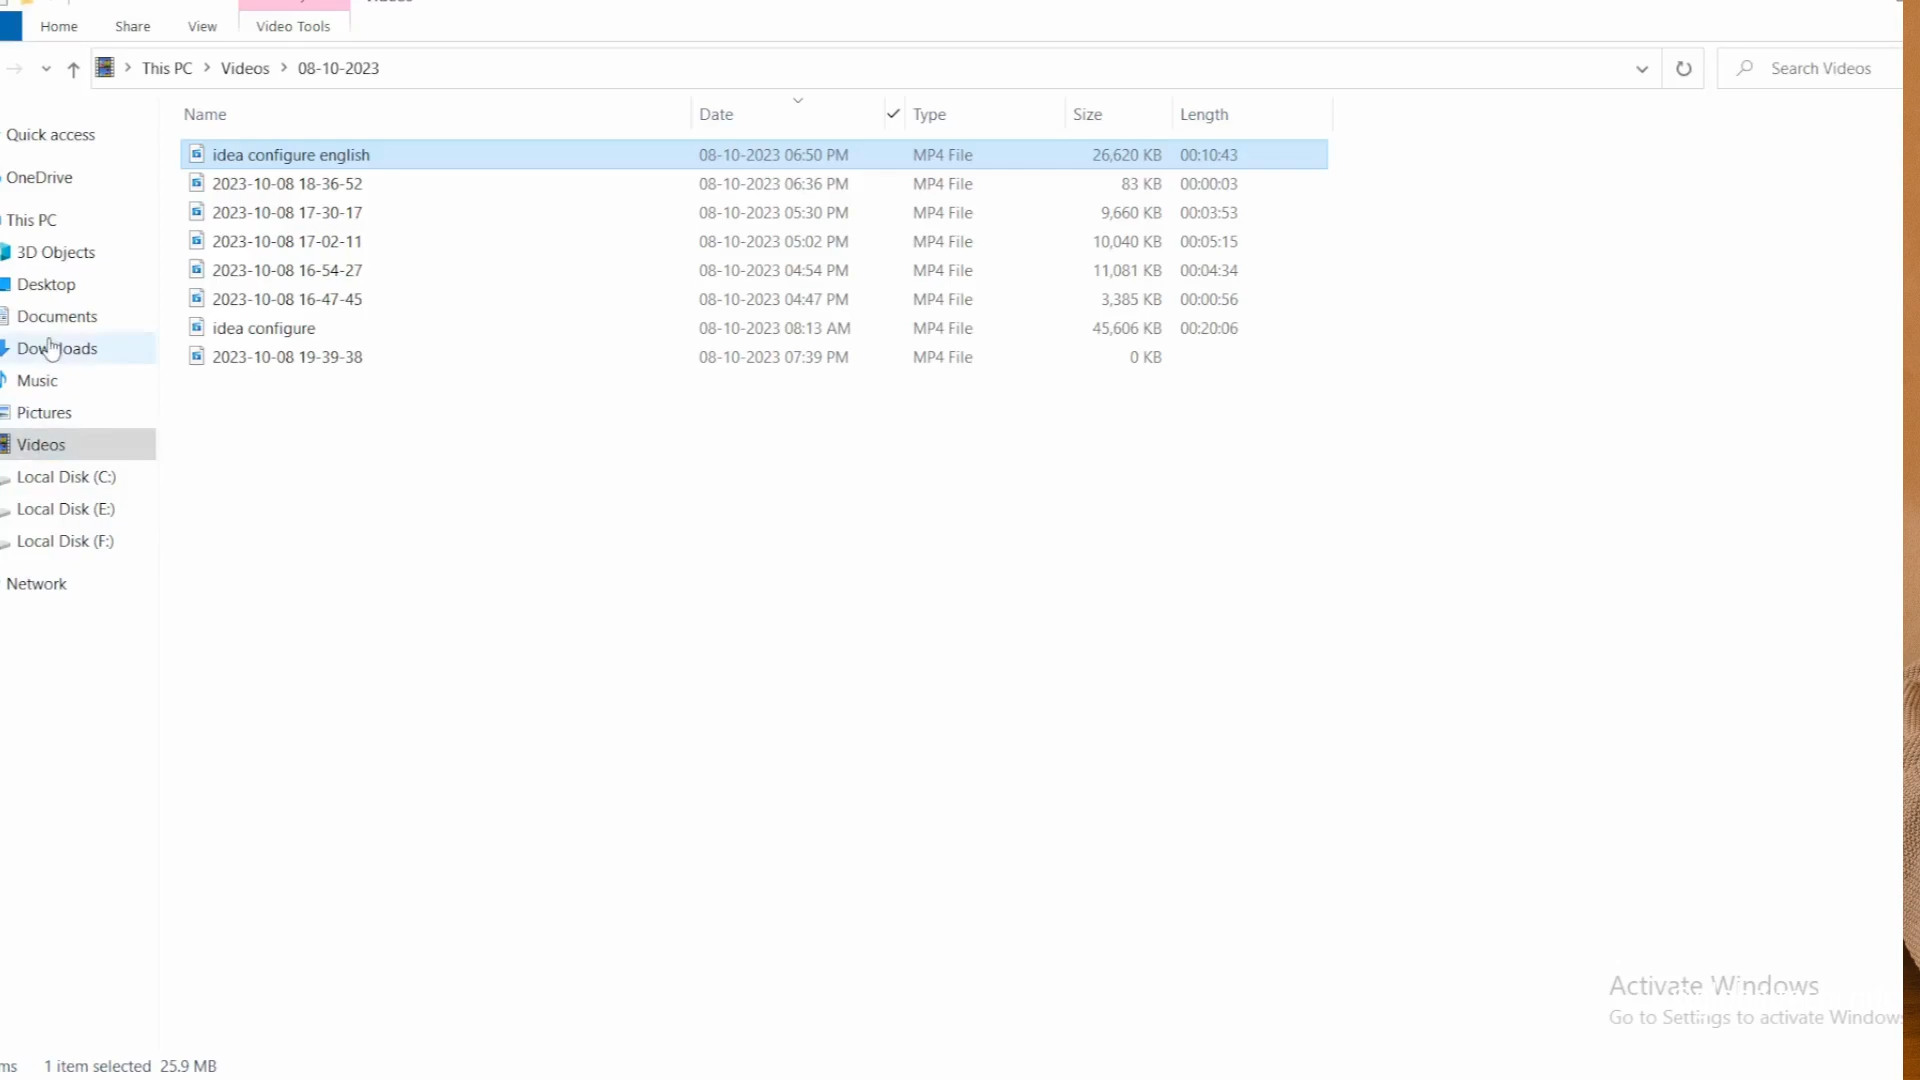 Home Share View Video Tools
This PC > Videos > 08-10-2023
Search Videos
Name Date Type Size Length
Quick access
OneDrive
This PC
3D Objects
Desktop
Documents
Downloads
Music
Pictures
Videos
Local Disk (C:)
Local Disk (E:)
Local Disk (F:)
Network
idea configure english 08-10-2023 06:50 PM MP4 File 26,620 KB 00:10:43
2023-10-08 18-36-52 08-10-2023 06:36 PM MP4 File 83 KB 00:00:03
2023-10-08 17-30-17 08-10-2023 05:30 PM MP4 File 9,660 KB 00:03:53
2023-10-08 17-02-11 08-10-2023 05:02 PM MP4 File 10,040 KB 00:05:15
2023-10-08 16-54-27 08-10-2023 04:54 PM MP4 File 11,081 KB 00:04:34
2023-10-08 16-47-45 08-10-2023 04:47 PM MP4 File 3,385 KB 00:00:56
idea configure 08-10-2023 08:13 AM MP4 File 45,606 KB 00:20:06
2023-10-08 19-39-38 08-10-2023 07:39 PM MP4 File 0 KB
Activate Windows
Go to Settings to activate Windows
1 item selected 25.9 MB